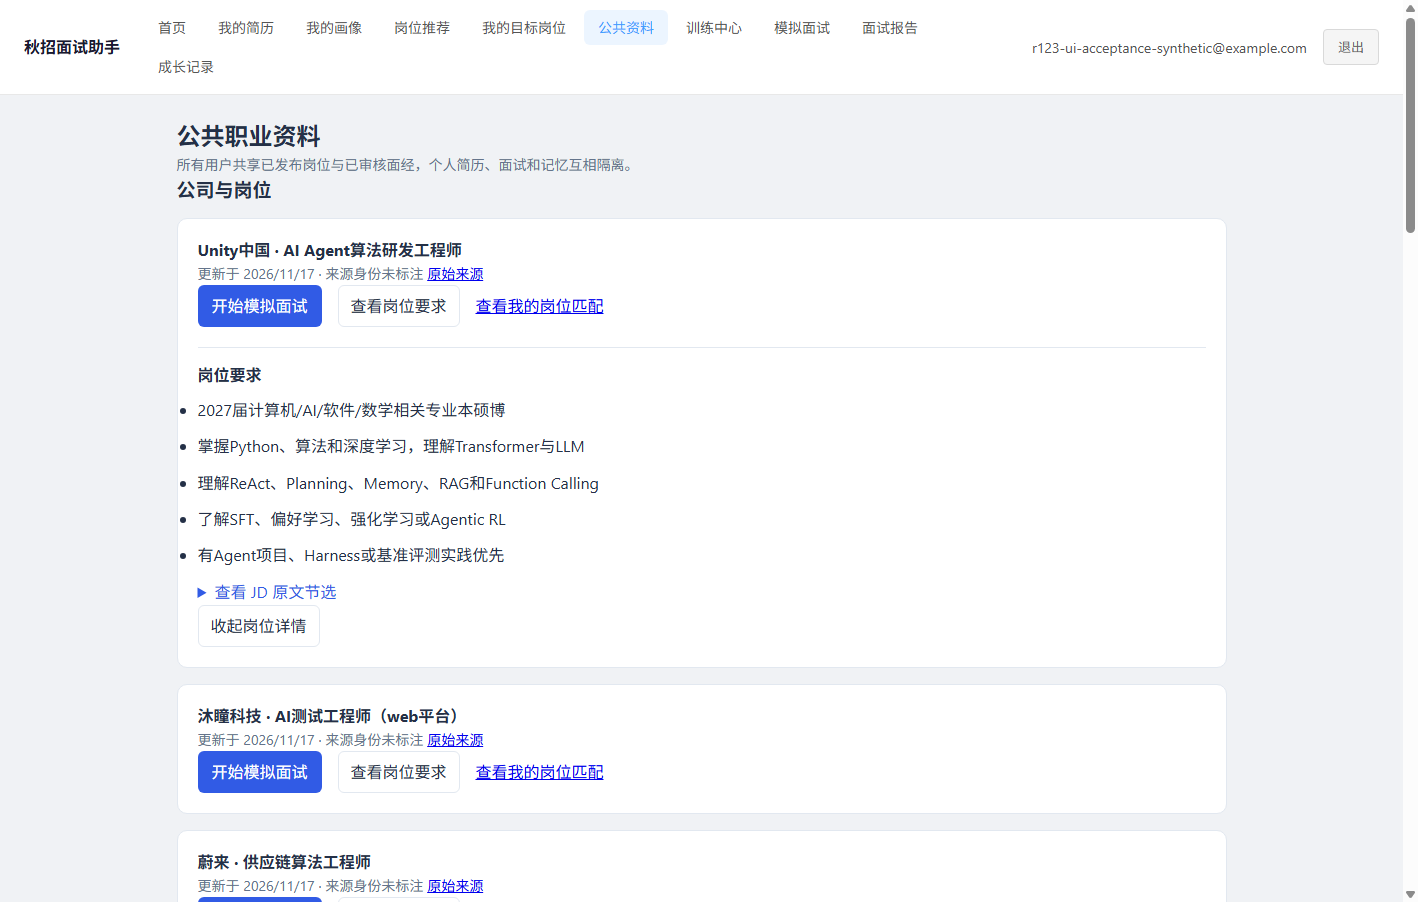 秋招面试助手
首页 我的简历 我的画像 岗位推荐 我的目标岗位 公共资料 训练中心 模拟面试 面试报告
成长记录
r123-ui-acceptance-synthetic@example.com 退出
公共职业资料
所有用户共享已发布岗位与已审核面经，个人简历、面试和记忆互相隔离。
公司与岗位
Unity中国 · AI Agent算法研发工程师
更新于 2026/11/17 · 来源身份未标注 原始来源
开始模拟面试 查看岗位要求 查看我的岗位匹配
岗位要求
2027届计算机/AI/软件/数学相关专业本硕博
掌握Python、算法和深度学习，理解Transformer与LLM
理解ReAct、Planning、Memory、RAG和Function Calling
了解SFT、偏好学习、强化学习或Agentic RL
有Agent项目、Harness或基准评测实践优先
查看 JD 原文节选
收起岗位详情
沐瞳科技 · AI测试工程师（web平台）
更新于 2026/11/17 · 来源身份未标注 原始来源
开始模拟面试 查看岗位要求 查看我的岗位匹配
蔚来 · 供应链算法工程师
更新于 2026/11/17 · 来源身份未标注 原始来源